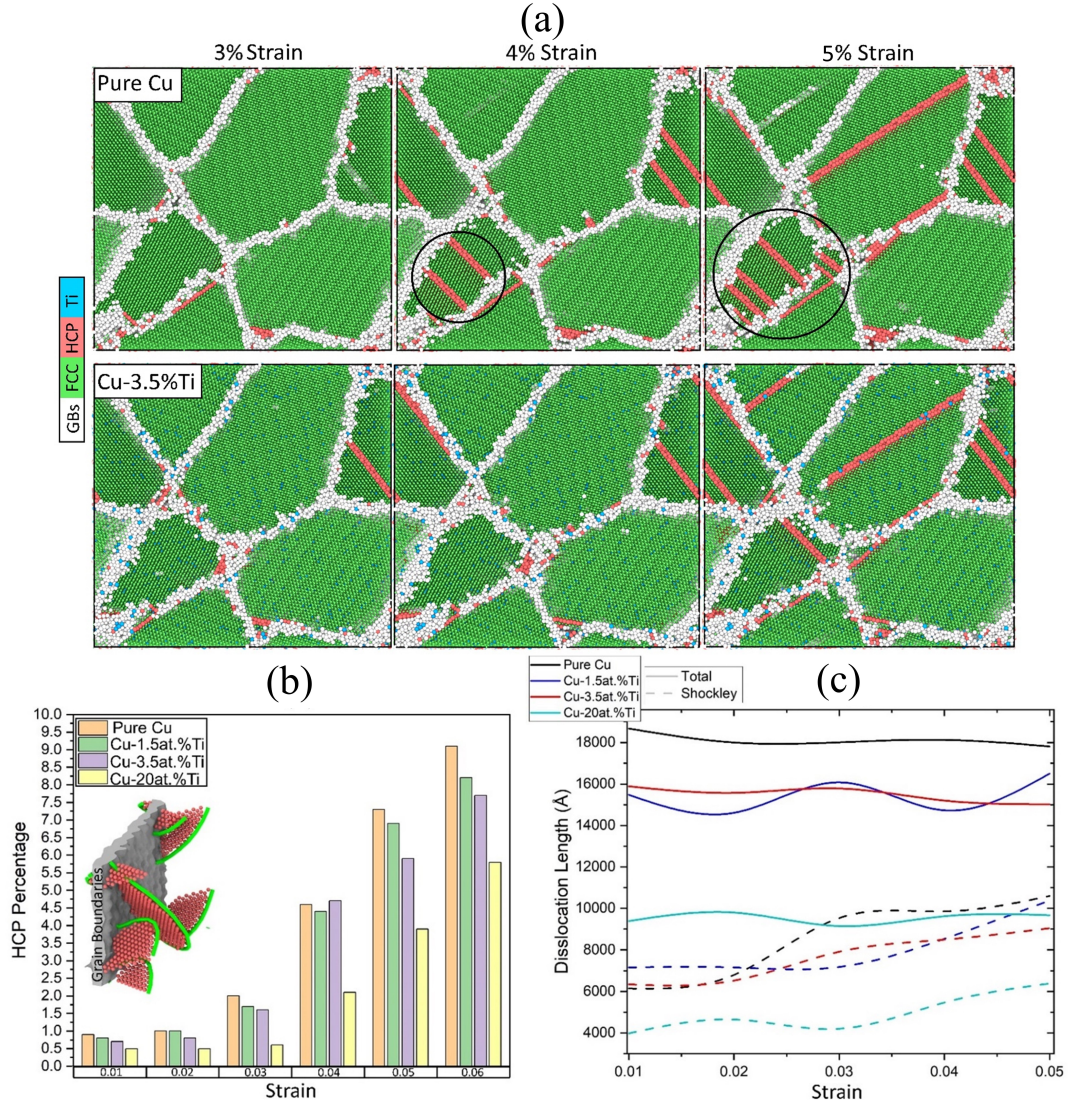 (a)
3% Strain
4% Strain
5% Strain
Pure Cu
Cu-3.5%Ti
GBs FCC HCP Ti
(b)
HCP Percentage
10.0
9.5
9.0
8.5
8.0
7.5
7.0
6.5
6.0
5.5
5.0
4.5
4.0
3.5
3.0
2.5
2.0
1.5
1.0
0.5
0.0
Pure Cu
Cu-1.5at.%Ti
Cu-3.5at.%Ti
Cu-20at.%Ti
Grain Boundaries
0.01 0.02 0.03 0.04 0.05 0.06
Strain
(c)
Pure Cu
Cu-1.5at.%Ti
Cu-3.5at.%Ti
Cu-20at.%Ti
Total
Shockley
Disslocation Length (Å)
18000
16000
14000
12000
10000
8000
6000
4000
0.01 0.02 0.03 0.04 0.05
Strain